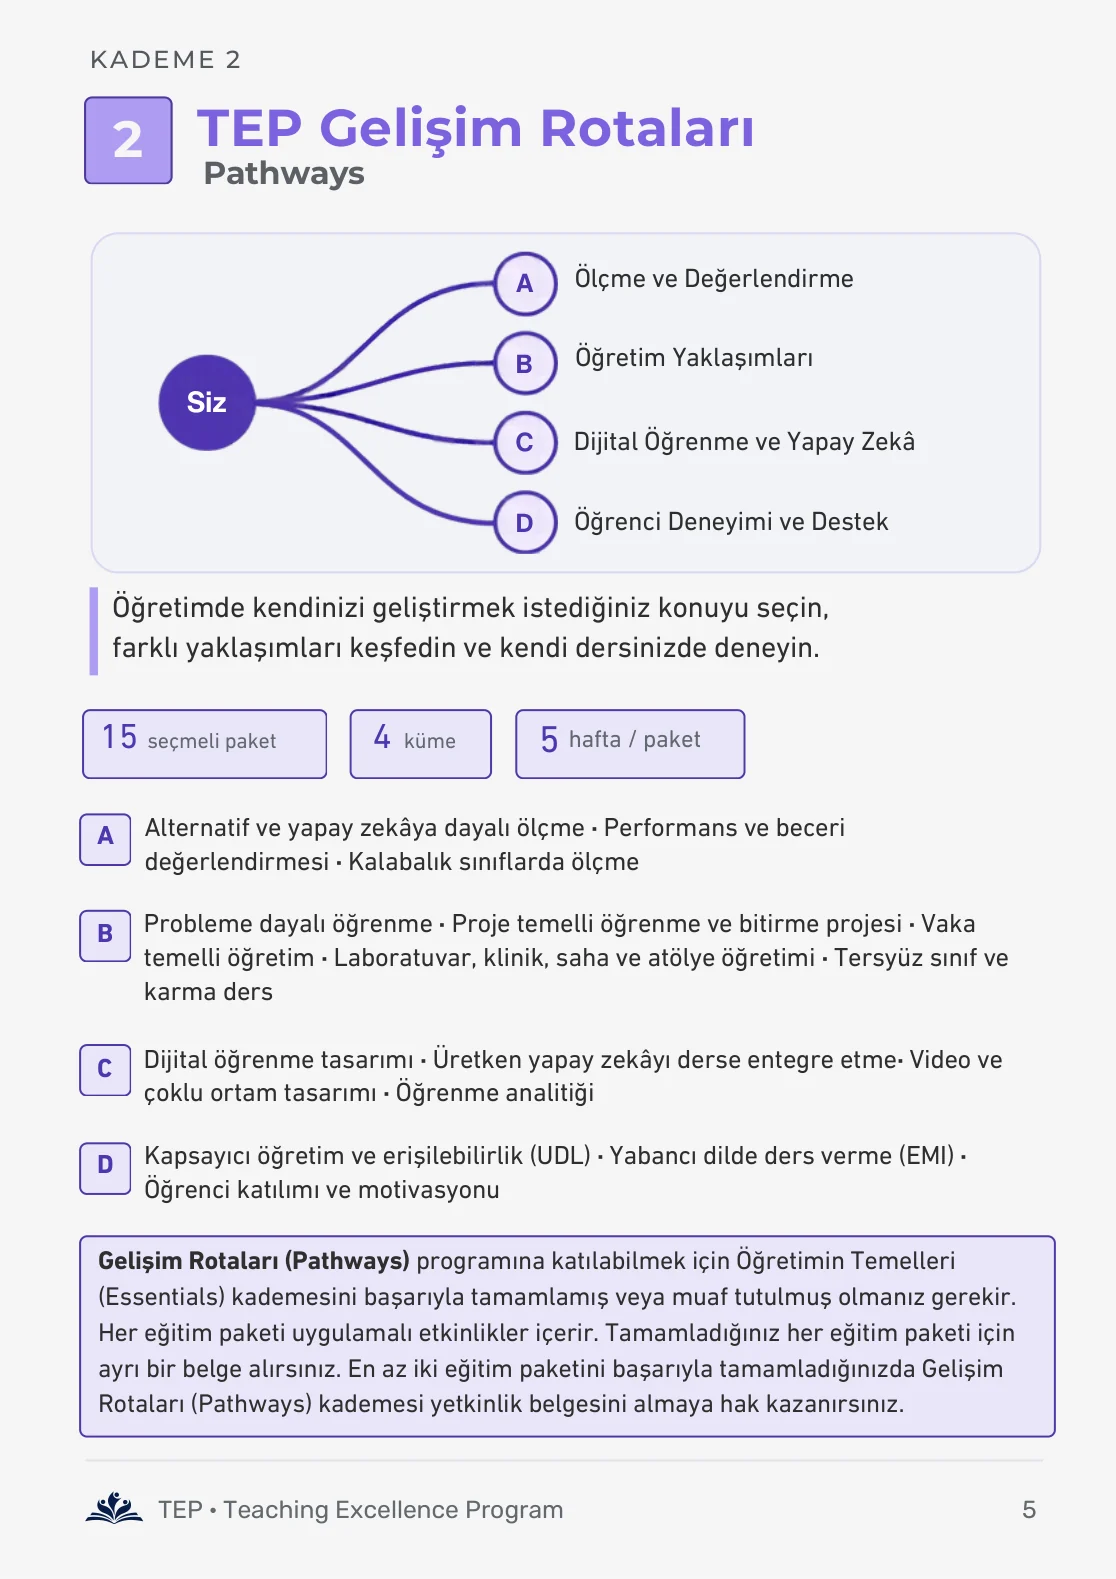 KADEME 2
2
TEP Gelişim Rotaları
Pathways
Siz
A
Ölçme ve Değerlendirme
B
Öğretim Yaklaşımları
C
Dijital Öğrenme ve Yapay Zekâ
D
Öğrenci Deneyimi ve Destek
Öğretimde kendinizi geliştirmek istediğiniz konuyu seçin,
farklı yaklaşımları keşfedin ve kendi dersinizde deneyin.
15 seçmeli paket
4 küme
5 hafta / paket
A
Alternatif ve yapay zekâya dayalı ölçme · Performans ve beceri
değerlendirmesi · Kalabalık sınıflarda ölçme
B
Probleme dayalı öğrenme · Proje temelli öğrenme ve bitirme projesi · Vaka
temelli öğretim · Laboratuvar, klinik, saha ve atölye öğretimi · Tersyüz sınıf ve
karma ders
C
Dijital öğrenme tasarımı · Üretken yapay zekâyı derse entegre etme· Video ve
çoklu ortam tasarımı · Öğrenme analitiği
D
Kapsayıcı öğretim ve erişilebilirlik (UDL) · Yabancı dilde ders verme (EMI) ·
Öğrenci katılımı ve motivasyonu
Gelişim Rotaları (Pathways) programına katılabilmek için Öğretimin Temelleri
(Essentials) kademesini başarıyla tamamlamış veya muaf tutulmuş olmanız gerekir.
Her eğitim paketi uygulamalı etkinlikler içerir. Tamamladığınız her eğitim paketi için
ayrı bir belge alırsınız. En az iki eğitim paketini başarıyla tamamladığınızda Gelişim
Rotaları (Pathways) kademesi yetkinlik belgesini almaya hak kazanırsınız.
TEP • Teaching Excellence Program
5